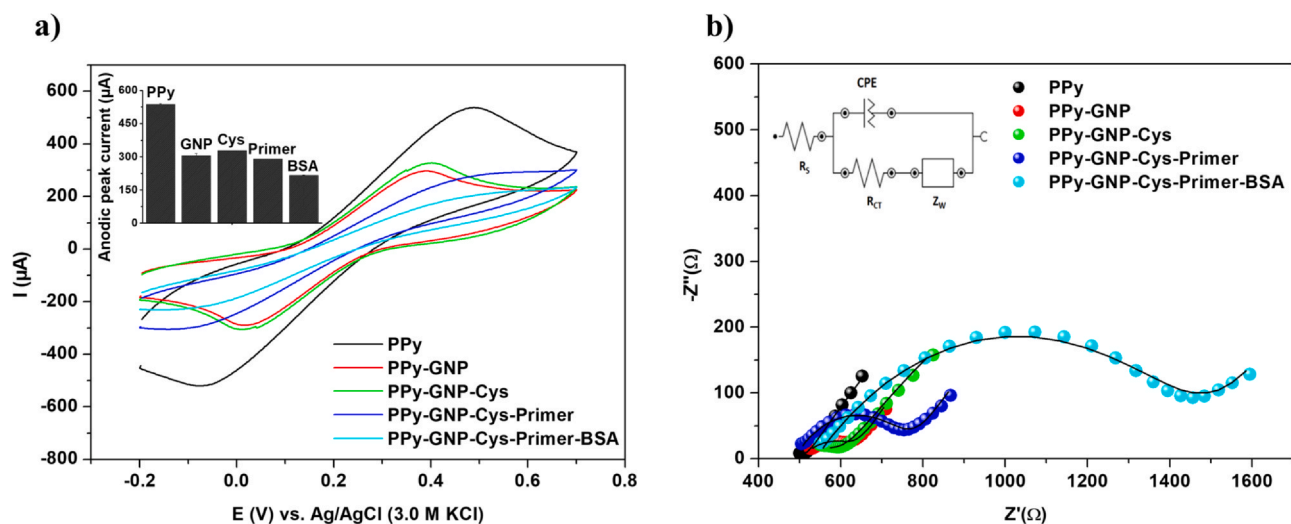 a)
600
400
200
0
-200
-400
-600
-800
I (µA)
-0.2
0.0
0.2
0.4
0.6
0.8
E (V) vs. Ag/AgCl (3.0 M KCl)
Anodic peak current (µA)
600
450
300
150
0
PPy
GNP
Cys
Primer
BSA
PPy
PPy-GNP
PPy-GNP-Cys
PPy-GNP-Cys-Primer
PPy-GNP-Cys-Primer-BSA
b)
600
500
400
300
200
100
0
-Z''(Ω)
400
600
800
1000
1200
1400
1600
Z'(Ω)
CPE
RS
RCT
ZW
PPy
PPy-GNP
PPy-GNP-Cys
PPy-GNP-Cys-Primer
PPy-GNP-Cys-Primer-BSA